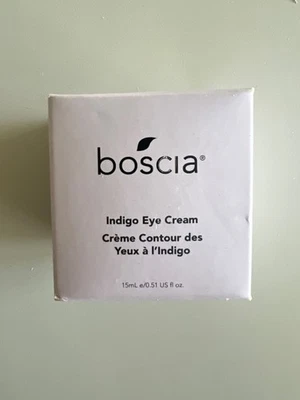 boscia®
Indigo Eye Cream
Crème Contour des
Yeux à l'Indigo
15mL e/0.51 US fl oz.